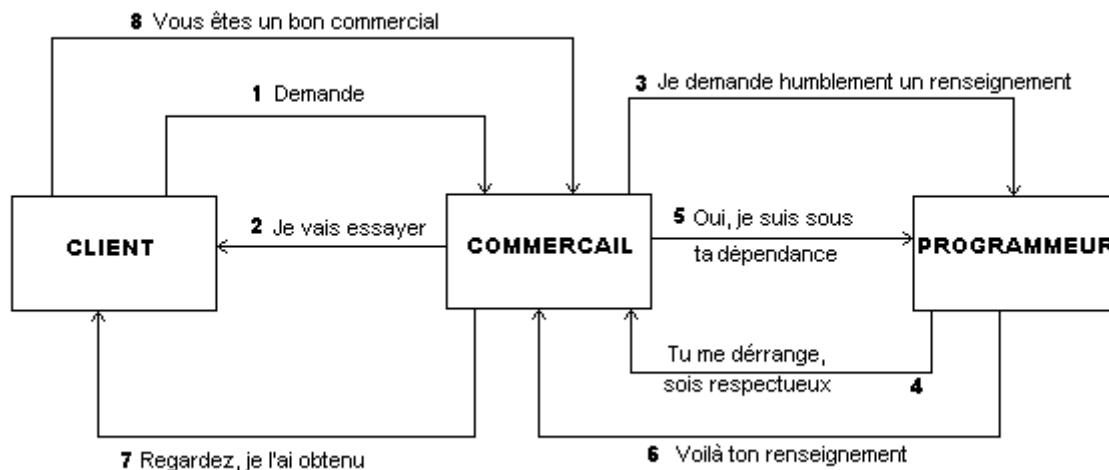 8 Vous êtes un bon commercial
3 Je demande humblement un renseignement
1 Demande
CLIENT
2 Je vais essayer
COMMERCAIL
5 Oui, je suis sous
ta dépendance
PROGRAMMEUR
Tu me dérrange,
sois respectueux
4
7 Regardez, je l'ai obtenu
6 Voilà ton renseignement